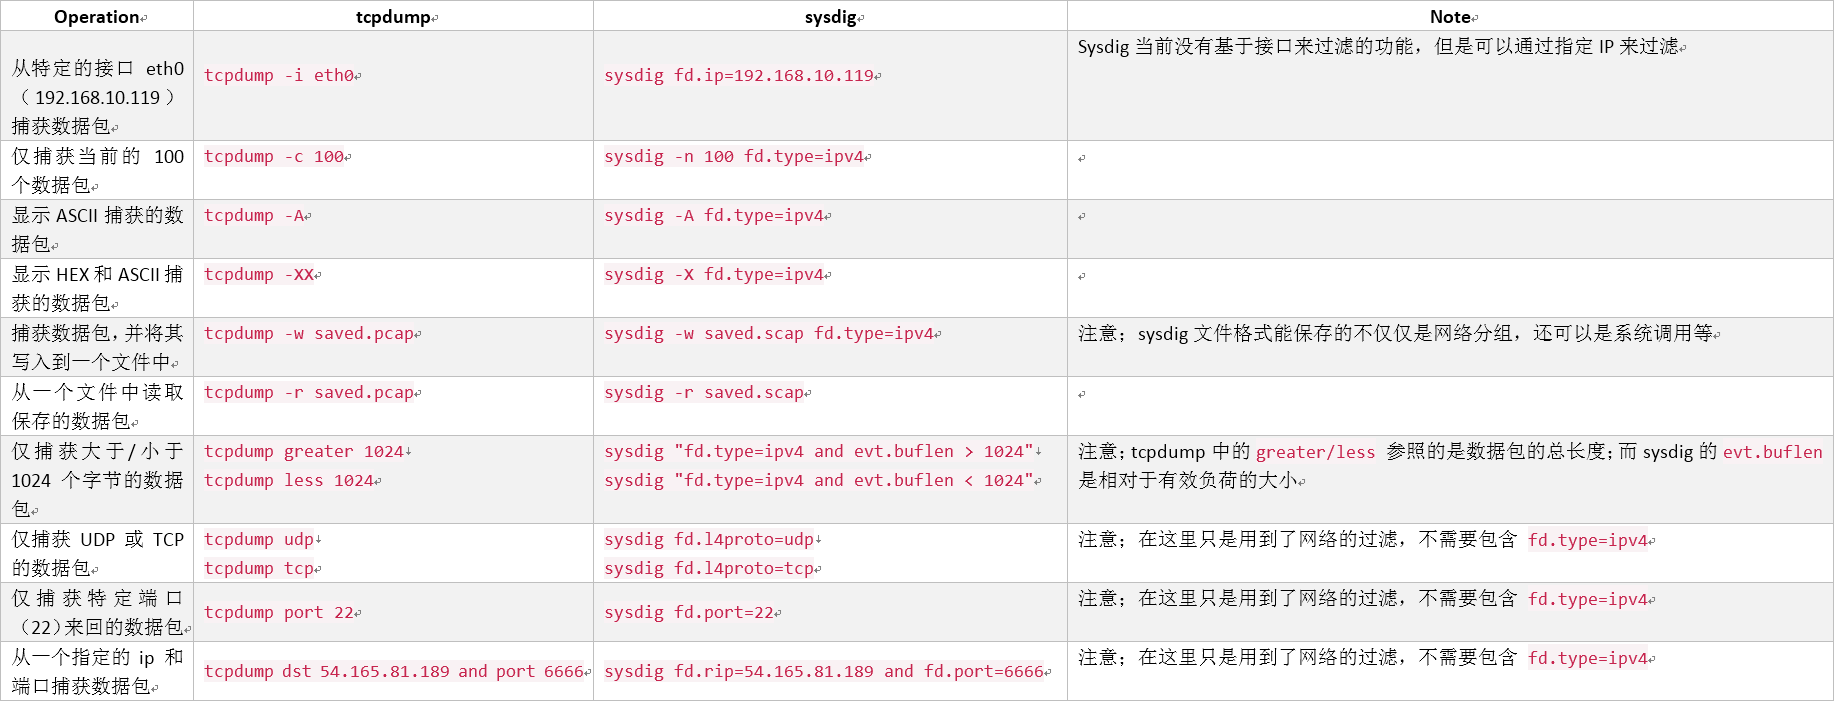 Operation	tcpdump	sysdig	Note
从特定的接口 eth0
（192.168.10.119）
捕获数据包
tcpdump -i eth0
sysdig fd.ip=192.168.10.119
Sysdig 当前没有基于接口来过滤的功能，但是可以通过指定 IP 来过滤
仅捕获当前的 100
个数据包
tcpdump -c 100
sysdig -n 100 fd.type=ipv4
显示 ASCII 捕获的数
据包
tcpdump -A
sysdig -A fd.type=ipv4
显示 HEX 和 ASCII 捕
获的数据包
tcpdump -XX
sysdig -X fd.type=ipv4
捕获数据包，并将其
写入到一个文件中
tcpdump -w saved.pcap
sysdig -w saved.scap fd.type=ipv4
注意；sysdig 文件格式能保存的不仅仅是网络分组，还可以是系统调用等
从一个文件中读取
保存的数据包
tcpdump -r saved.pcap
sysdig -r saved.scap
仅捕获大于/小于
1024 个字节的数据
包
tcpdump greater 1024
tcpdump less 1024
sysdig "fd.type=ipv4 and evt.buflen > 1024"
sysdig "fd.type=ipv4 and evt.buflen < 1024"
注意；tcpdump 中的 greater/less 参照的是数据包的总长度；而 sysdig 的 evt.buflen
是相对于有效负荷的大小
仅捕获 UDP 或 TCP
的数据包
tcpdump udp
tcpdump tcp
sysdig fd.l4proto=udp
sysdig fd.l4proto=tcp
注意；在这里只是用到了网络的过滤，不需要包含 fd.type=ipv4
仅捕获特定端口
（22）来回的数据包
tcpdump port 22
sysdig fd.port=22
注意；在这里只是用到了网络的过滤，不需要包含 fd.type=ipv4
从一个指定的 ip 和
端口捕获数据包
tcpdump dst 54.165.81.189 and port 6666
sysdig fd.rip=54.165.81.189 and fd.port=6666
注意；在这里只是用到了网络的过滤，不需要包含 fd.type=ipv4